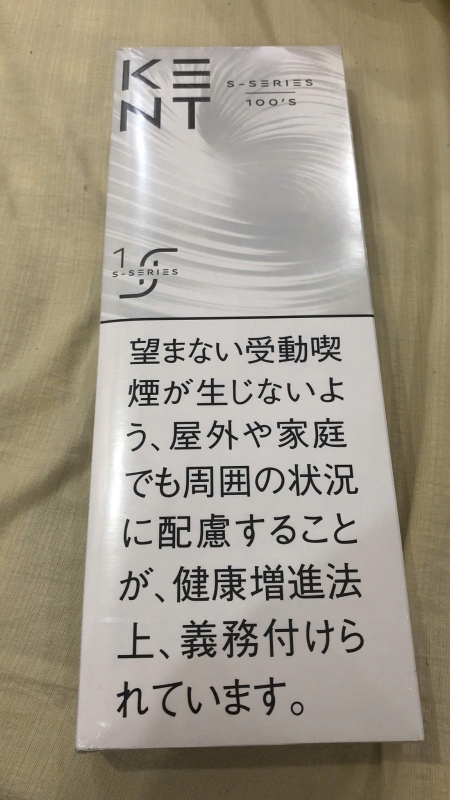 KENT
S-SERIES
100'S
1
S-SERIES
望まない受動喫
煙が生じないよ
う、屋外や家庭
でも周囲の状況
に配慮すること
が、健康増進法
上、義務付けら
れています。